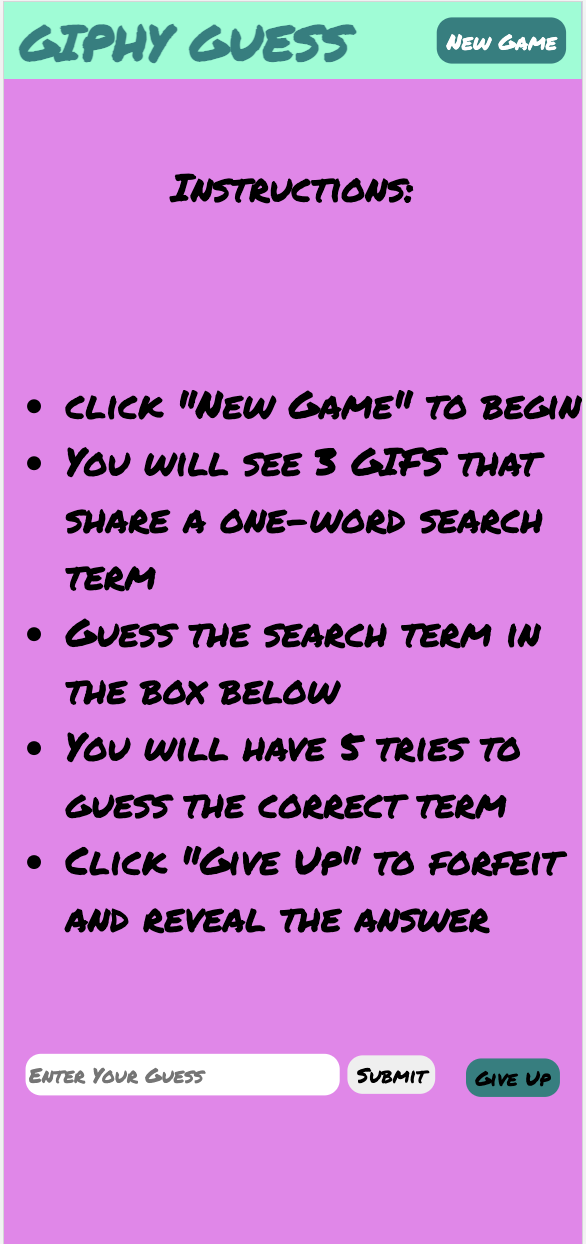 GIPHY GUESS
New Game
Instructions:
• click "New Game" to begin
• You will see 3 GIFS that
share a one-word search
term
• Guess the search term in
the box below
• You will have 5 tries to
guess the correct term
• Click "Give Up" to forfeit
and reveal the answer
Enter Your Guess
Submit
Give Up